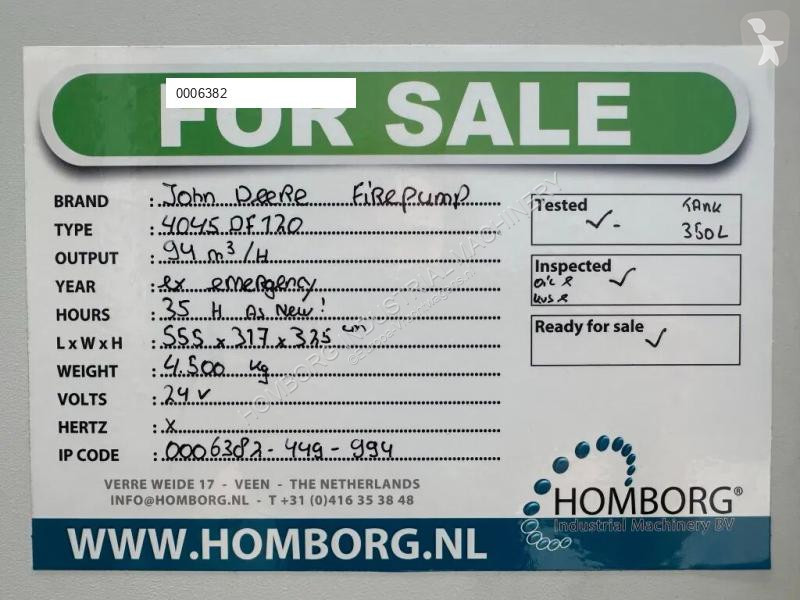 0006382
FOR SALE
BRAND : John Deere Firepump
TYPE : 4045 DF120
OUTPUT : 94 m³/H
YEAR : ex emergency
HOURS : 35 H As New!
L x W x H : 555 x 317 x 325 cm
WEIGHT : 4.500 kg
VOLTS : 24 v
HERTZ : x
IP CODE : 0006382-449-994
Tested ✓- TANK
350L
Inspected ✓
Ready for sale ✓
VERRE WEIDE 17 - VEEN - THE NETHERLANDS
INFO@HOMBORG.NL - T +31 (0)416 35 38 48
HOMBORG®
Industrial Machinery BV
WWW.HOMBORG.NL
HOMBORG INDUSTRIAL MACHINERY